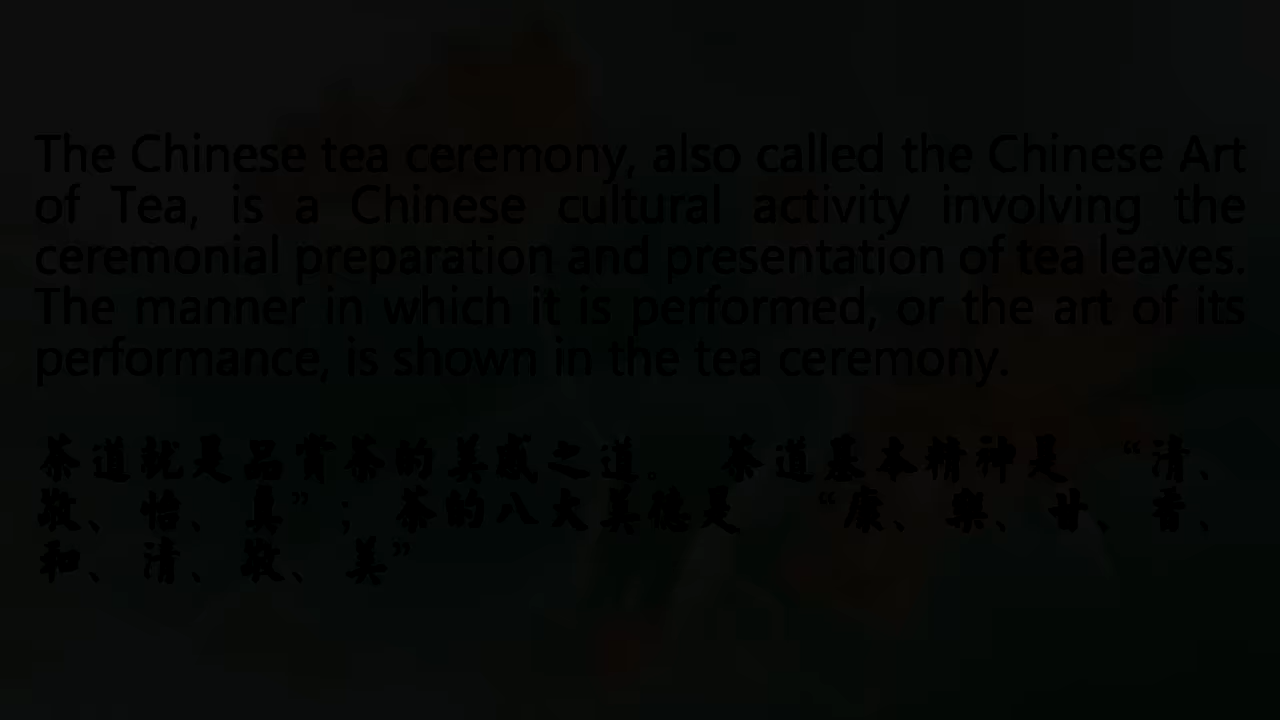 The Chinese tea ceremony, also called the Chinese Art
of Tea, is a Chinese cultural activity involving the
ceremonial preparation and presentation of tea leaves.
The manner in which it is performed, or the art of its
performance, is shown in the tea ceremony.
茶道就是品賞茶的美感之道。 茶道基本精神是 “清、
敬、怡、真”；茶的八大美德是 “康、樂、甘、香、
和、清、敬、美”